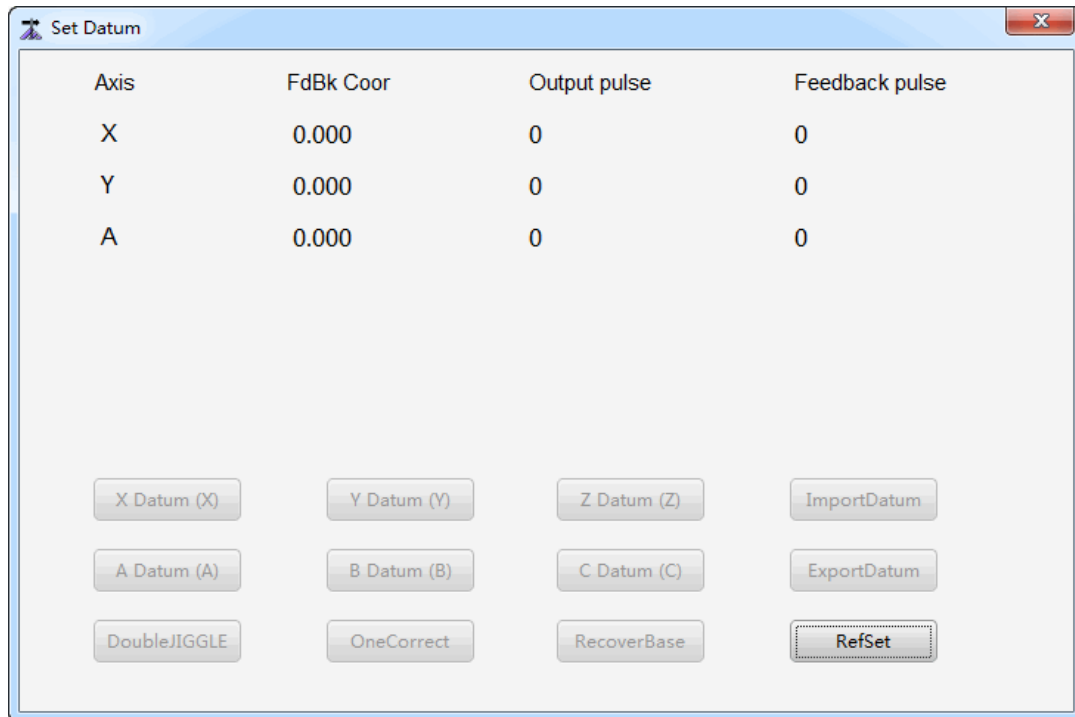 Set Datum
Axis FdBk Coor Output pulse Feedback pulse
X 0.000 0 0
Y 0.000 0 0
A 0.000 0 0
X Datum (X) Y Datum (Y) Z Datum (Z) ImportDatum
A Datum (A) B Datum (B) C Datum (C) ExportDatum
DoubleJIGGLE OneCorrect RecoverBase RefSet